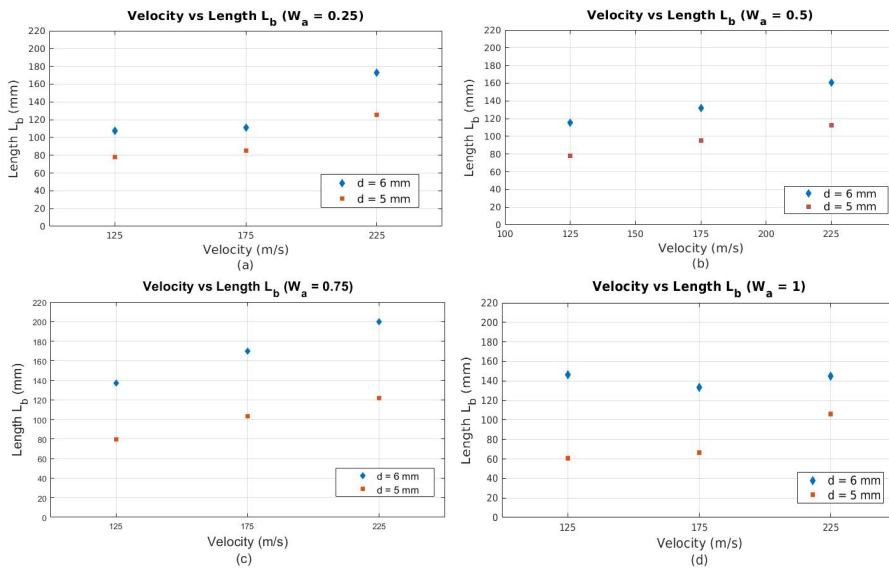 Velocity vs Length L_b (W_a = 0.25)
220
200
180
160
140
120
100
80
60
40
20
0
Length L_b (mm)
d = 6 mm
d = 5 mm
125 175 225
Velocity (m/s)
(a)
Velocity vs Length L_b (W_a = 0.5)
220
200
180
160
140
120
100
80
60
40
20
0
Length L_b (mm)
d = 6 mm
d = 5 mm
100 125 150 175 200 225
Velocity (m/s)
(b)
Velocity vs Length L_b (W_a = 0.75)
220
200
180
160
140
120
100
80
60
40
20
0
Length L_b (mm)
d = 6 mm
d = 5 mm
125 175 225
Velocity (m/s)
(c)
Velocity vs Length L_b (W_a = 1)
220
200
180
160
140
120
100
80
60
40
20
0
Length L_b (mm)
d = 6 mm
d = 5 mm
125 175 225
Velocity (m/s)
(d)